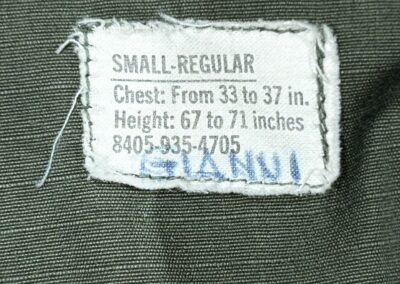 SMALL-REGULAR
Chest: From 33 to 37 in.
Height: 67 to 71 inches
8405-935-4705
GIANNI